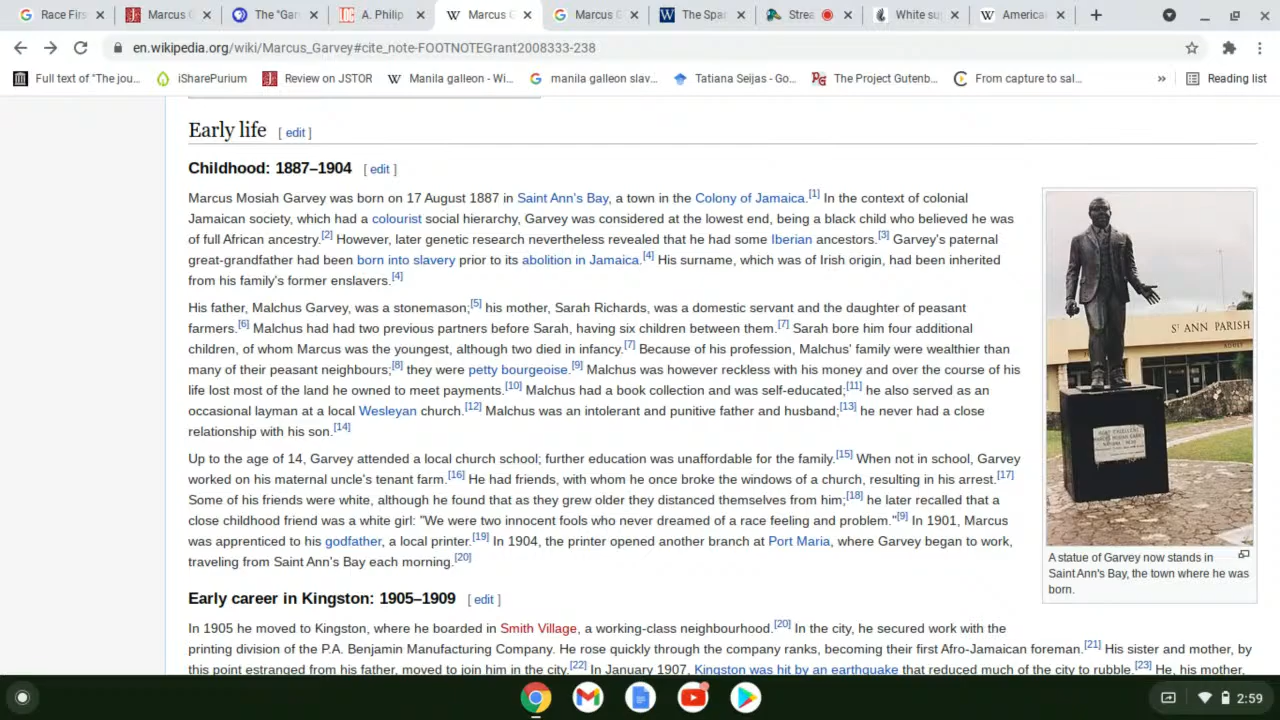 Race Firs
Marcus G
The "Gar
A. Philip
Marcus G
Marcus G
The Spar
Strea
White su
America
en.wikipedia.org/wiki/Marcus_Garvey#cite_note-FOOTNOTEGrant2008333-238
Full text of "The jou...
iSharePurium
Review on JSTOR
Manila galleon - Wi...
manila galleon slav...
Tatiana Seijas - Go...
The Project Gutenb...
From capture to sal...
»
Reading list
Early life [ edit ]
Childhood: 1887–1904 [ edit ]
Marcus Mosiah Garvey was born on 17 August 1887 in Saint Ann's Bay, a town in the Colony of Jamaica.[1] In the context of colonial
Jamaican society, which had a colourist social hierarchy, Garvey was considered at the lowest end, being a black child who believed he was
of full African ancestry.[2] However, later genetic research nevertheless revealed that he had some Iberian ancestors.[3] Garvey's paternal
great-grandfather had been born into slavery prior to its abolition in Jamaica.[4] His surname, which was of Irish origin, had been inherited
from his family's former enslavers.[4]
His father, Malchus Garvey, was a stonemason;[5] his mother, Sarah Richards, was a domestic servant and the daughter of peasant
farmers.[6] Malchus had had two previous partners before Sarah, having six children between them.[7] Sarah bore him four additional
children, of whom Marcus was the youngest, although two died in infancy.[7] Because of his profession, Malchus' family were wealthier than
many of their peasant neighbours;[8] they were petty bourgeoise.[9] Malchus was however reckless with his money and over the course of his
life lost most of the land he owned to meet payments.[10] Malchus had a book collection and was self-educated;[11] he also served as an
occasional layman at a local Wesleyan church.[12] Malchus was an intolerant and punitive father and husband;[13] he never had a close
relationship with his son.[14]
Up to the age of 14, Garvey attended a local church school; further education was unaffordable for the family.[15] When not in school, Garvey
worked on his maternal uncle's tenant farm.[16] He had friends, with whom he once broke the windows of a church, resulting in his arrest.[17]
Some of his friends were white, although he found that as they grew older they distanced themselves from him;[18] he later recalled that a
close childhood friend was a white girl: "We were two innocent fools who never dreamed of a race feeling and problem."[9] In 1901, Marcus
was apprenticed to his godfather, a local printer.[19] In 1904, the printer opened another branch at Port Maria, where Garvey began to work,
traveling from Saint Ann's Bay each morning.[20]
ST ANN PARISH
A statue of Garvey now stands in
Saint Ann's Bay, the town where he was
born.
Early career in Kingston: 1905–1909 [ edit ]
In 1905 he moved to Kingston, where he boarded in Smith Village, a working-class neighbourhood.[20] In the city, he secured work with the
printing division of the P.A. Benjamin Manufacturing Company. He rose quickly through the company ranks, becoming their first Afro-Jamaican foreman.[21] His sister and mother, by
this point estranged from his father, moved to join him in the city.[22] In January 1907, Kingston was hit by an earthquake that reduced much of the city to rubble.[23] He, his mother,
2:59